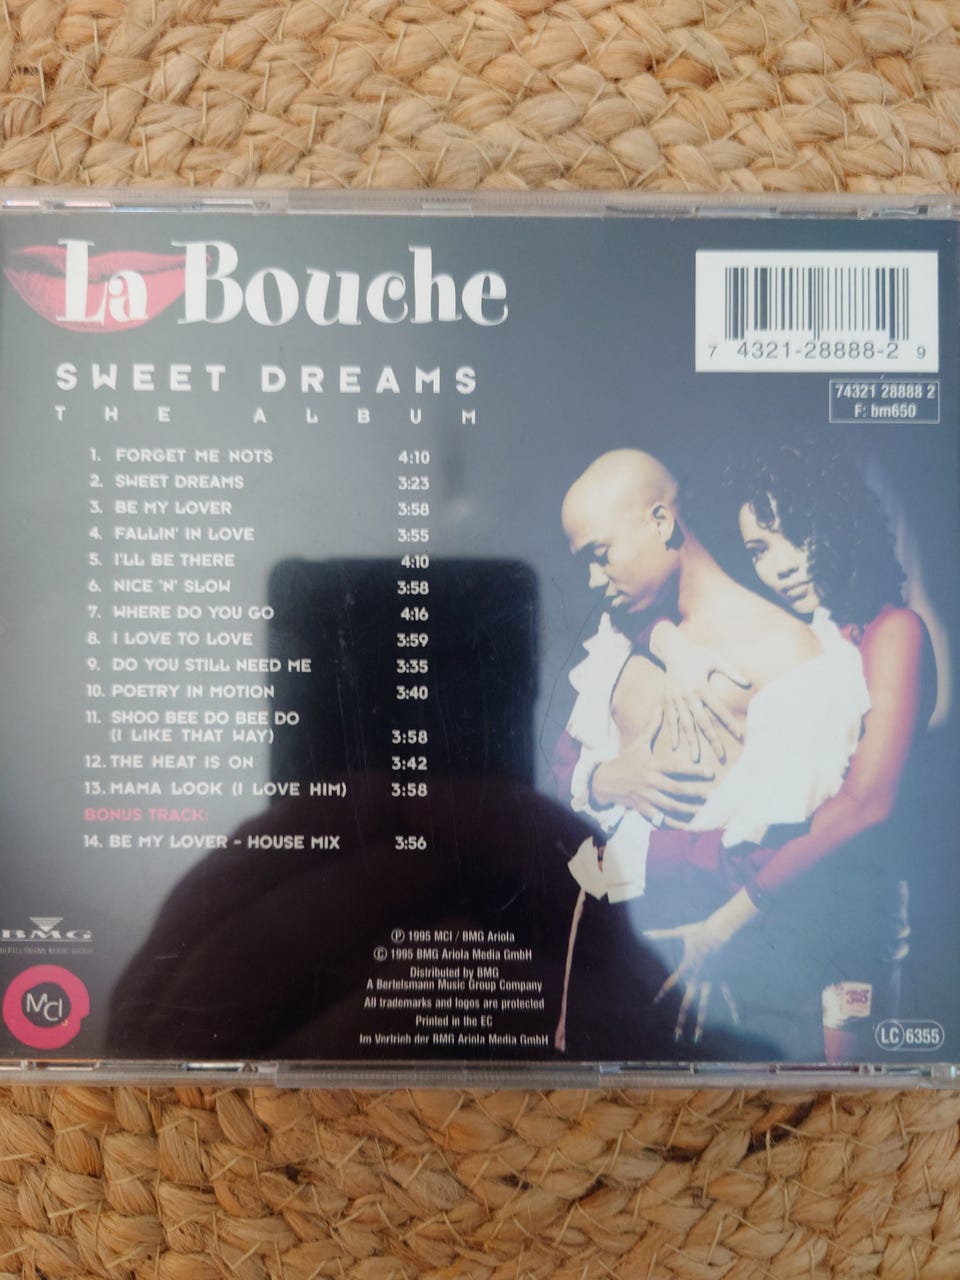 La Bouche
SWEET DREAMS
THE ALBUM
7 4321-28888-2 9
74321 28888 2
F: bm650
1. FORGET ME NOTS 4:10
2. SWEET DREAMS 3:23
3. BE MY LOVER 3:58
4. FALLIN' IN LOVE 3:55
5. I'LL BE THERE 4:10
6. NICE 'N' SLOW 3:58
7. WHERE DO YOU GO 4:16
8. I LOVE TO LOVE 3:59
9. DO YOU STILL NEED ME 3:35
10. POETRY IN MOTION 3:40
11. SHOO BEE DO BEE DO
(I LIKE THAT WAY) 3:58
12. THE HEAT IS ON 3:42
13. MAMA LOOK (I LOVE HIM) 3:58
BONUS TRACK:
14. BE MY LOVER - HOUSE MIX 3:56
BMG
BERTELSMANN MUSIC GROUP
MCI
℗ 1995 MCI / BMG Ariola
© 1995 BMG Ariola Media GmbH
Distributed by BMG
A Bertelsmann Music Group Company
All trademarks and logos are protected
Printed in the EC
Im Vertrieb der BMG Ariola Media GmbH
LC 6355